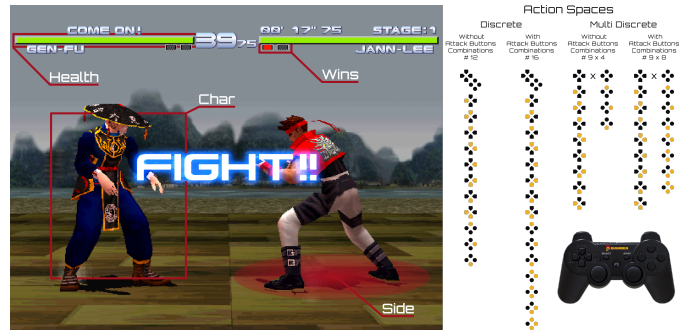 COME ON!
00' 17" 75
STAGE:1
39 75
GEN-FU
JANN-LEE
Health
Wins
Char
FIGHT!!
Side
Action Spaces
Discrete
Multi Discrete
Without
Attack Buttons
Combinations
# 12
With
Attack Buttons
Combinations
# 16
Without
Attack Buttons
Combinations
# 9 x 4
With
Attack Buttons
Combinations
# 9 x 8
x
x